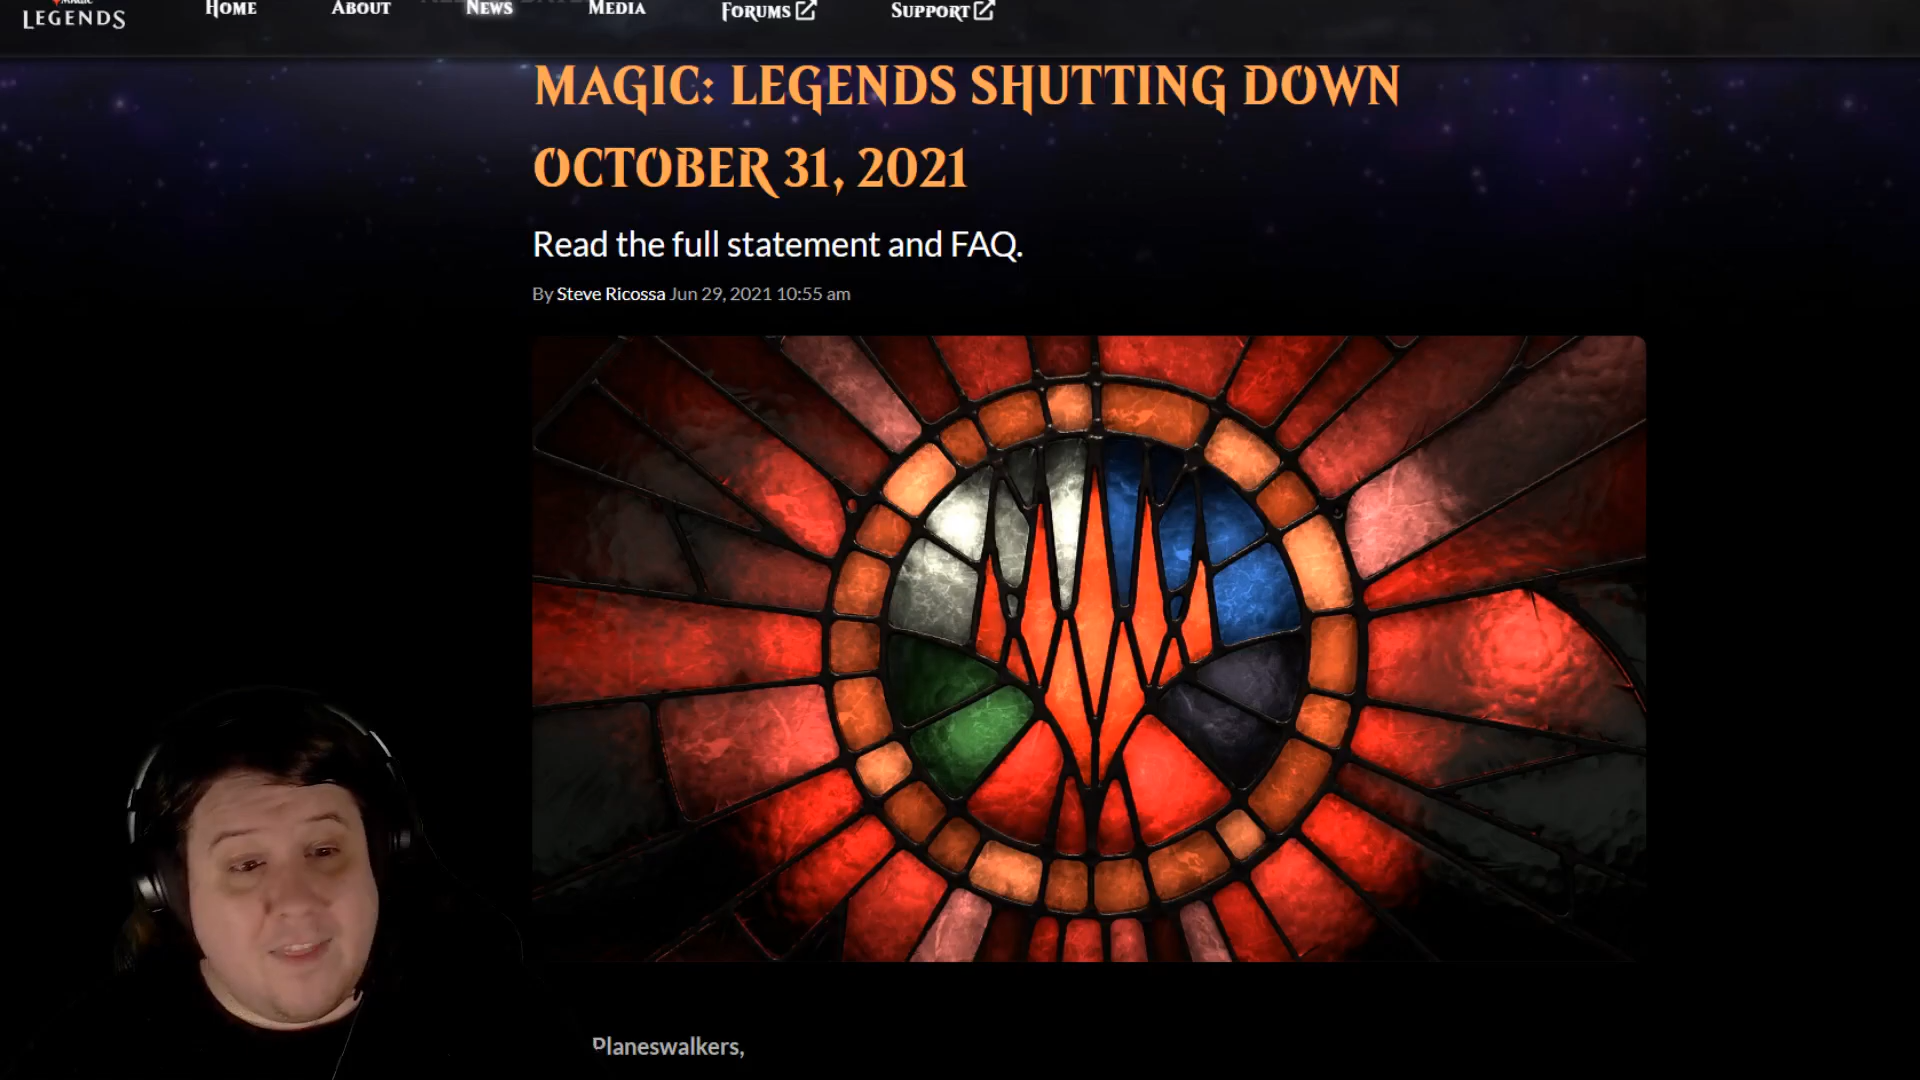 MAGIC
LEGENDS
HOME ABOUT NEWS MEDIA FORUMS SUPPORT
MAGIC: LEGENDS SHUTTING DOWN
OCTOBER 31, 2021
Read the full statement and FAQ.
By Steve Ricossa Jun 29, 2021 10:55 am
Planeswalkers,